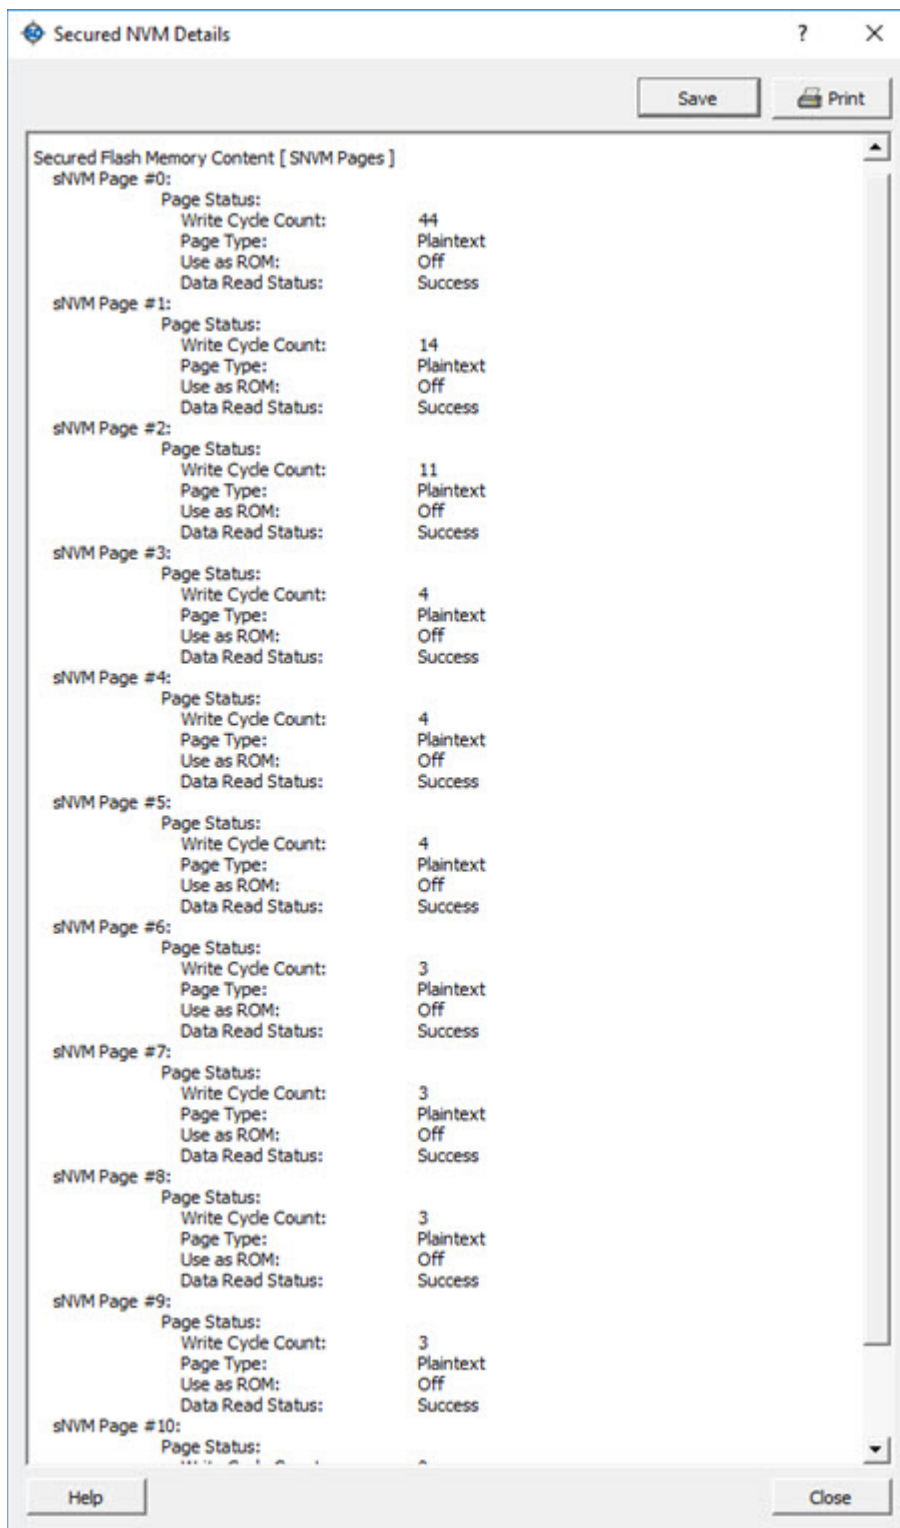 Secured NVM Details
?
Save
Print
Secured Flash Memory Content [ SNVM Pages ]
sNVM Page #0:
Page Status:
Write Cycle Count: 44
Page Type: Plaintext
Use as ROM: Off
Data Read Status: Success
sNVM Page #1:
Page Status:
Write Cycle Count: 14
Page Type: Plaintext
Use as ROM: Off
Data Read Status: Success
sNVM Page #2:
Page Status:
Write Cycle Count: 11
Page Type: Plaintext
Use as ROM: Off
Data Read Status: Success
sNVM Page #3:
Page Status:
Write Cycle Count: 4
Page Type: Plaintext
Use as ROM: Off
Data Read Status: Success
sNVM Page #4:
Page Status:
Write Cycle Count: 4
Page Type: Plaintext
Use as ROM: Off
Data Read Status: Success
sNVM Page #5:
Page Status:
Write Cycle Count: 4
Page Type: Plaintext
Use as ROM: Off
Data Read Status: Success
sNVM Page #6:
Page Status:
Write Cycle Count: 3
Page Type: Plaintext
Use as ROM: Off
Data Read Status: Success
sNVM Page #7:
Page Status:
Write Cycle Count: 3
Page Type: Plaintext
Use as ROM: Off
Data Read Status: Success
sNVM Page #8:
Page Status:
Write Cycle Count: 3
Page Type: Plaintext
Use as ROM: Off
Data Read Status: Success
sNVM Page #9:
Page Status:
Write Cycle Count: 3
Page Type: Plaintext
Use as ROM: Off
Data Read Status: Success
sNVM Page #10:
Page Status:
Help
Close